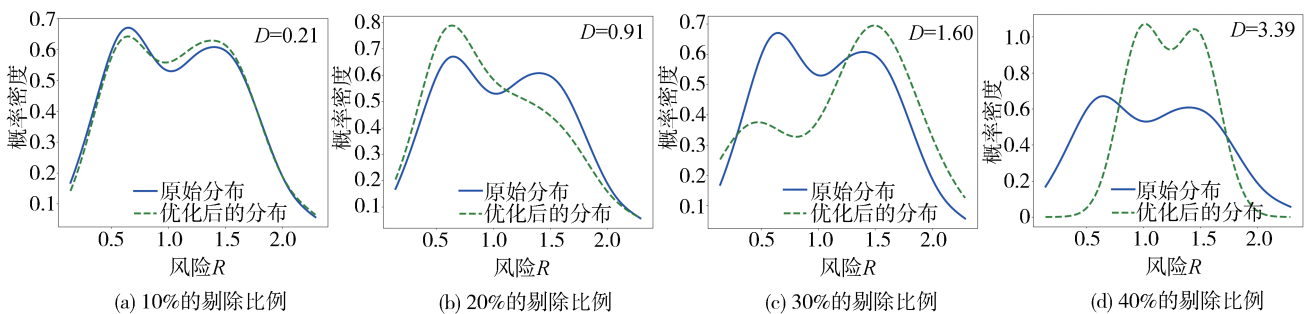 0.7
0.6
0.5
0.4
0.3
0.2
0.1
概率密度
D=0.21
原始分布
优化后的分布
0.5 1.0 1.5 2.0
风险R
(a) 10%的剔除比例
0.8
0.7
0.6
0.5
0.4
0.3
0.2
0.1
概率密度
D=0.91
原始分布
优化后的分布
0.5 1.0 1.5 2.0
风险R
(b) 20%的剔除比例
0.7
0.6
0.5
0.4
0.3
0.2
0.1
概率密度
D=1.60
原始分布
优化后的分布
0.5 1.0 1.5 2.0
风险R
(c) 30%的剔除比例
1.0
0.8
0.6
0.4
0.2
0
概率密度
D=3.39
原始分布
优化后的分布
0.5 1.0 1.5 2.0
风险R
(d) 40%的剔除比例